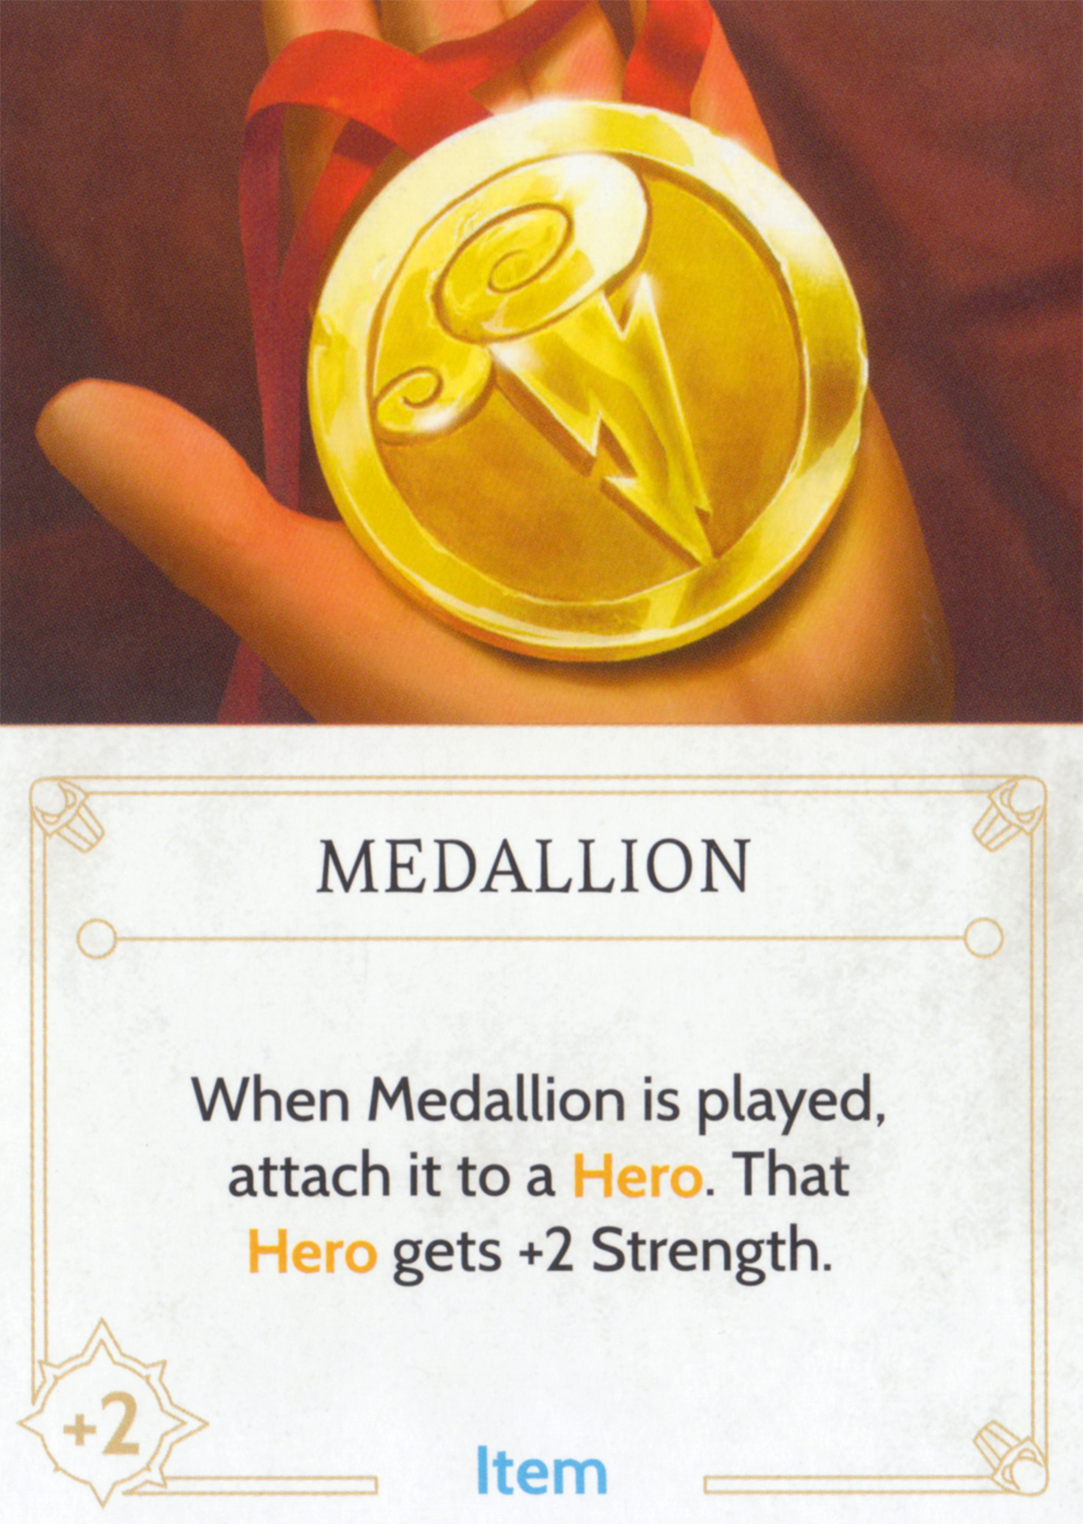 MEDALLION
When Medallion is played,
attach it to a Hero. That
Hero gets +2 Strength.
+2
Item